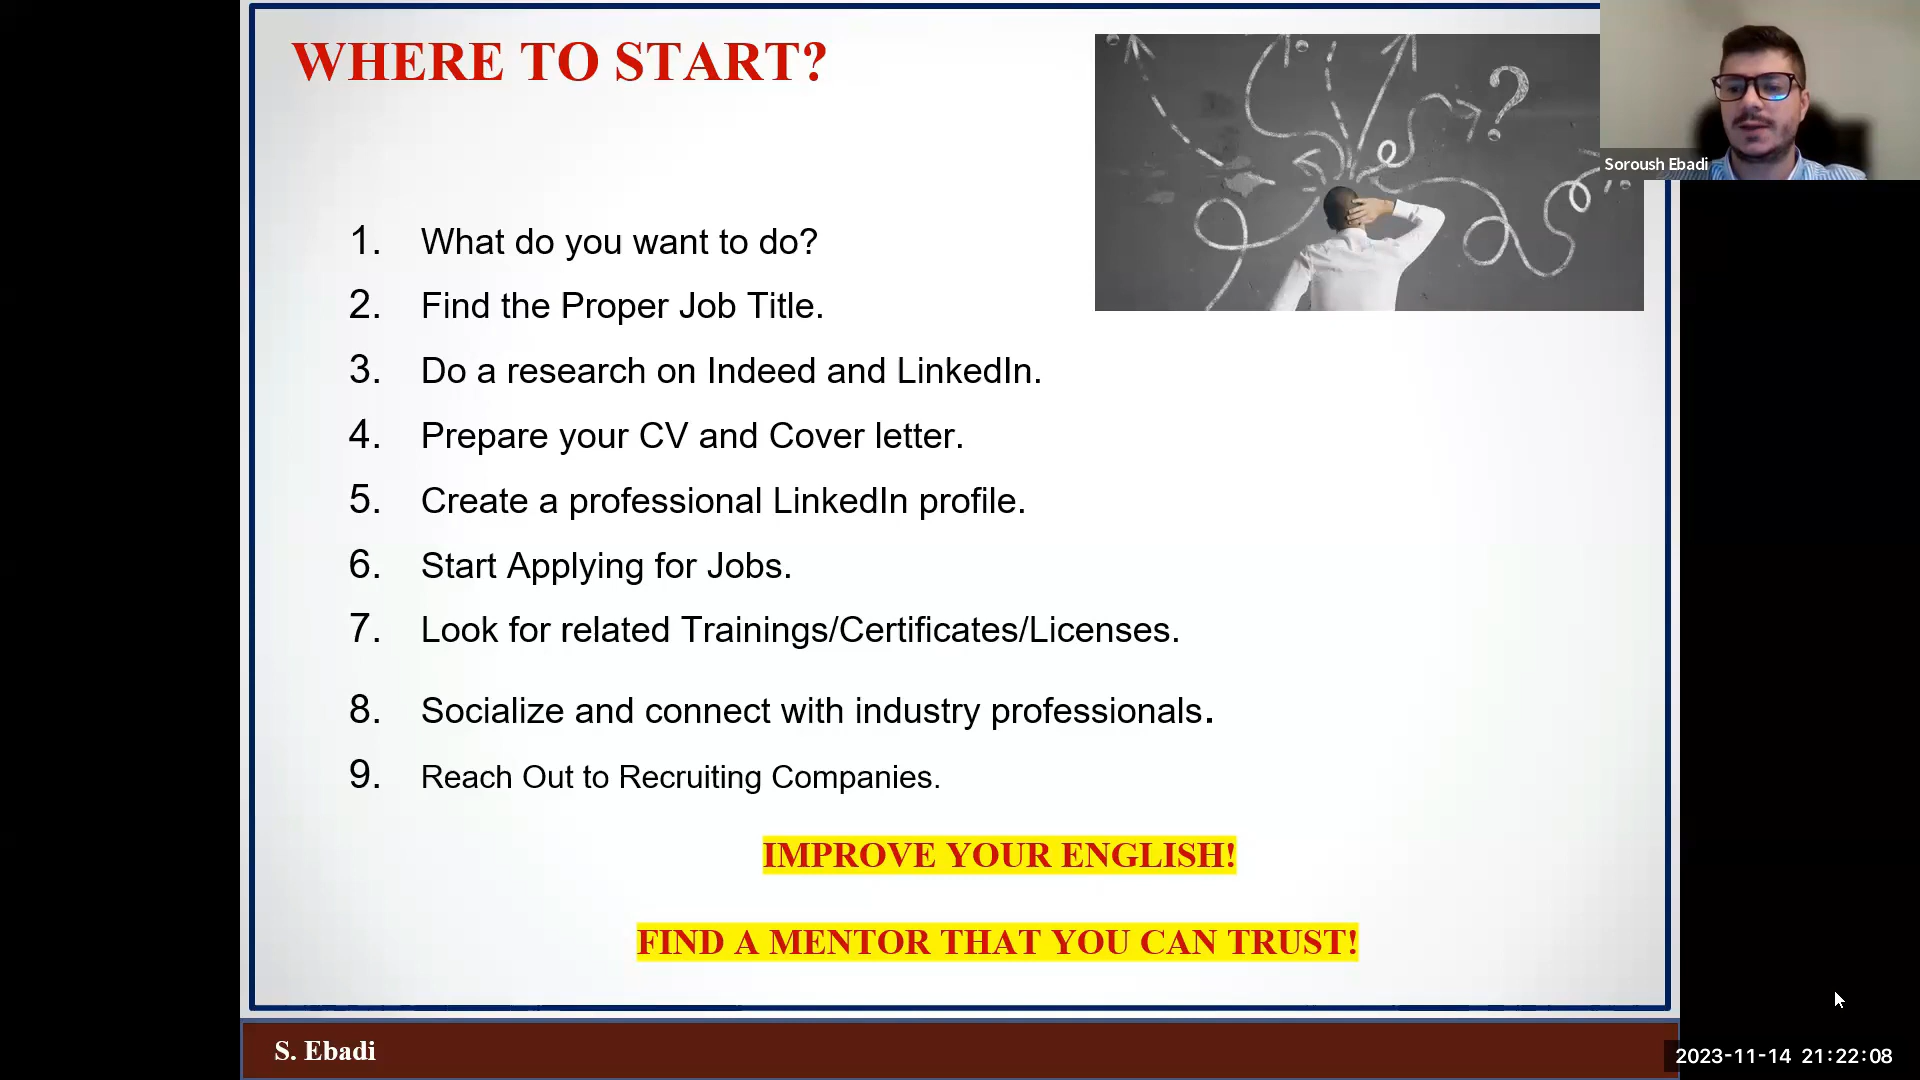 WHERE TO START?
Soroush Ebadi
1. What do you want to do?
2. Find the Proper Job Title.
3. Do a research on Indeed and LinkedIn.
4. Prepare your CV and Cover letter.
5. Create a professional LinkedIn profile.
6. Start Applying for Jobs.
7. Look for related Trainings/Certificates/Licenses.
8. Socialize and connect with industry professionals.
9. Reach Out to Recruiting Companies.
IMPROVE YOUR ENGLISH!
FIND A MENTOR THAT YOU CAN TRUST!
S. Ebadi
2023-11-14 21:22:08